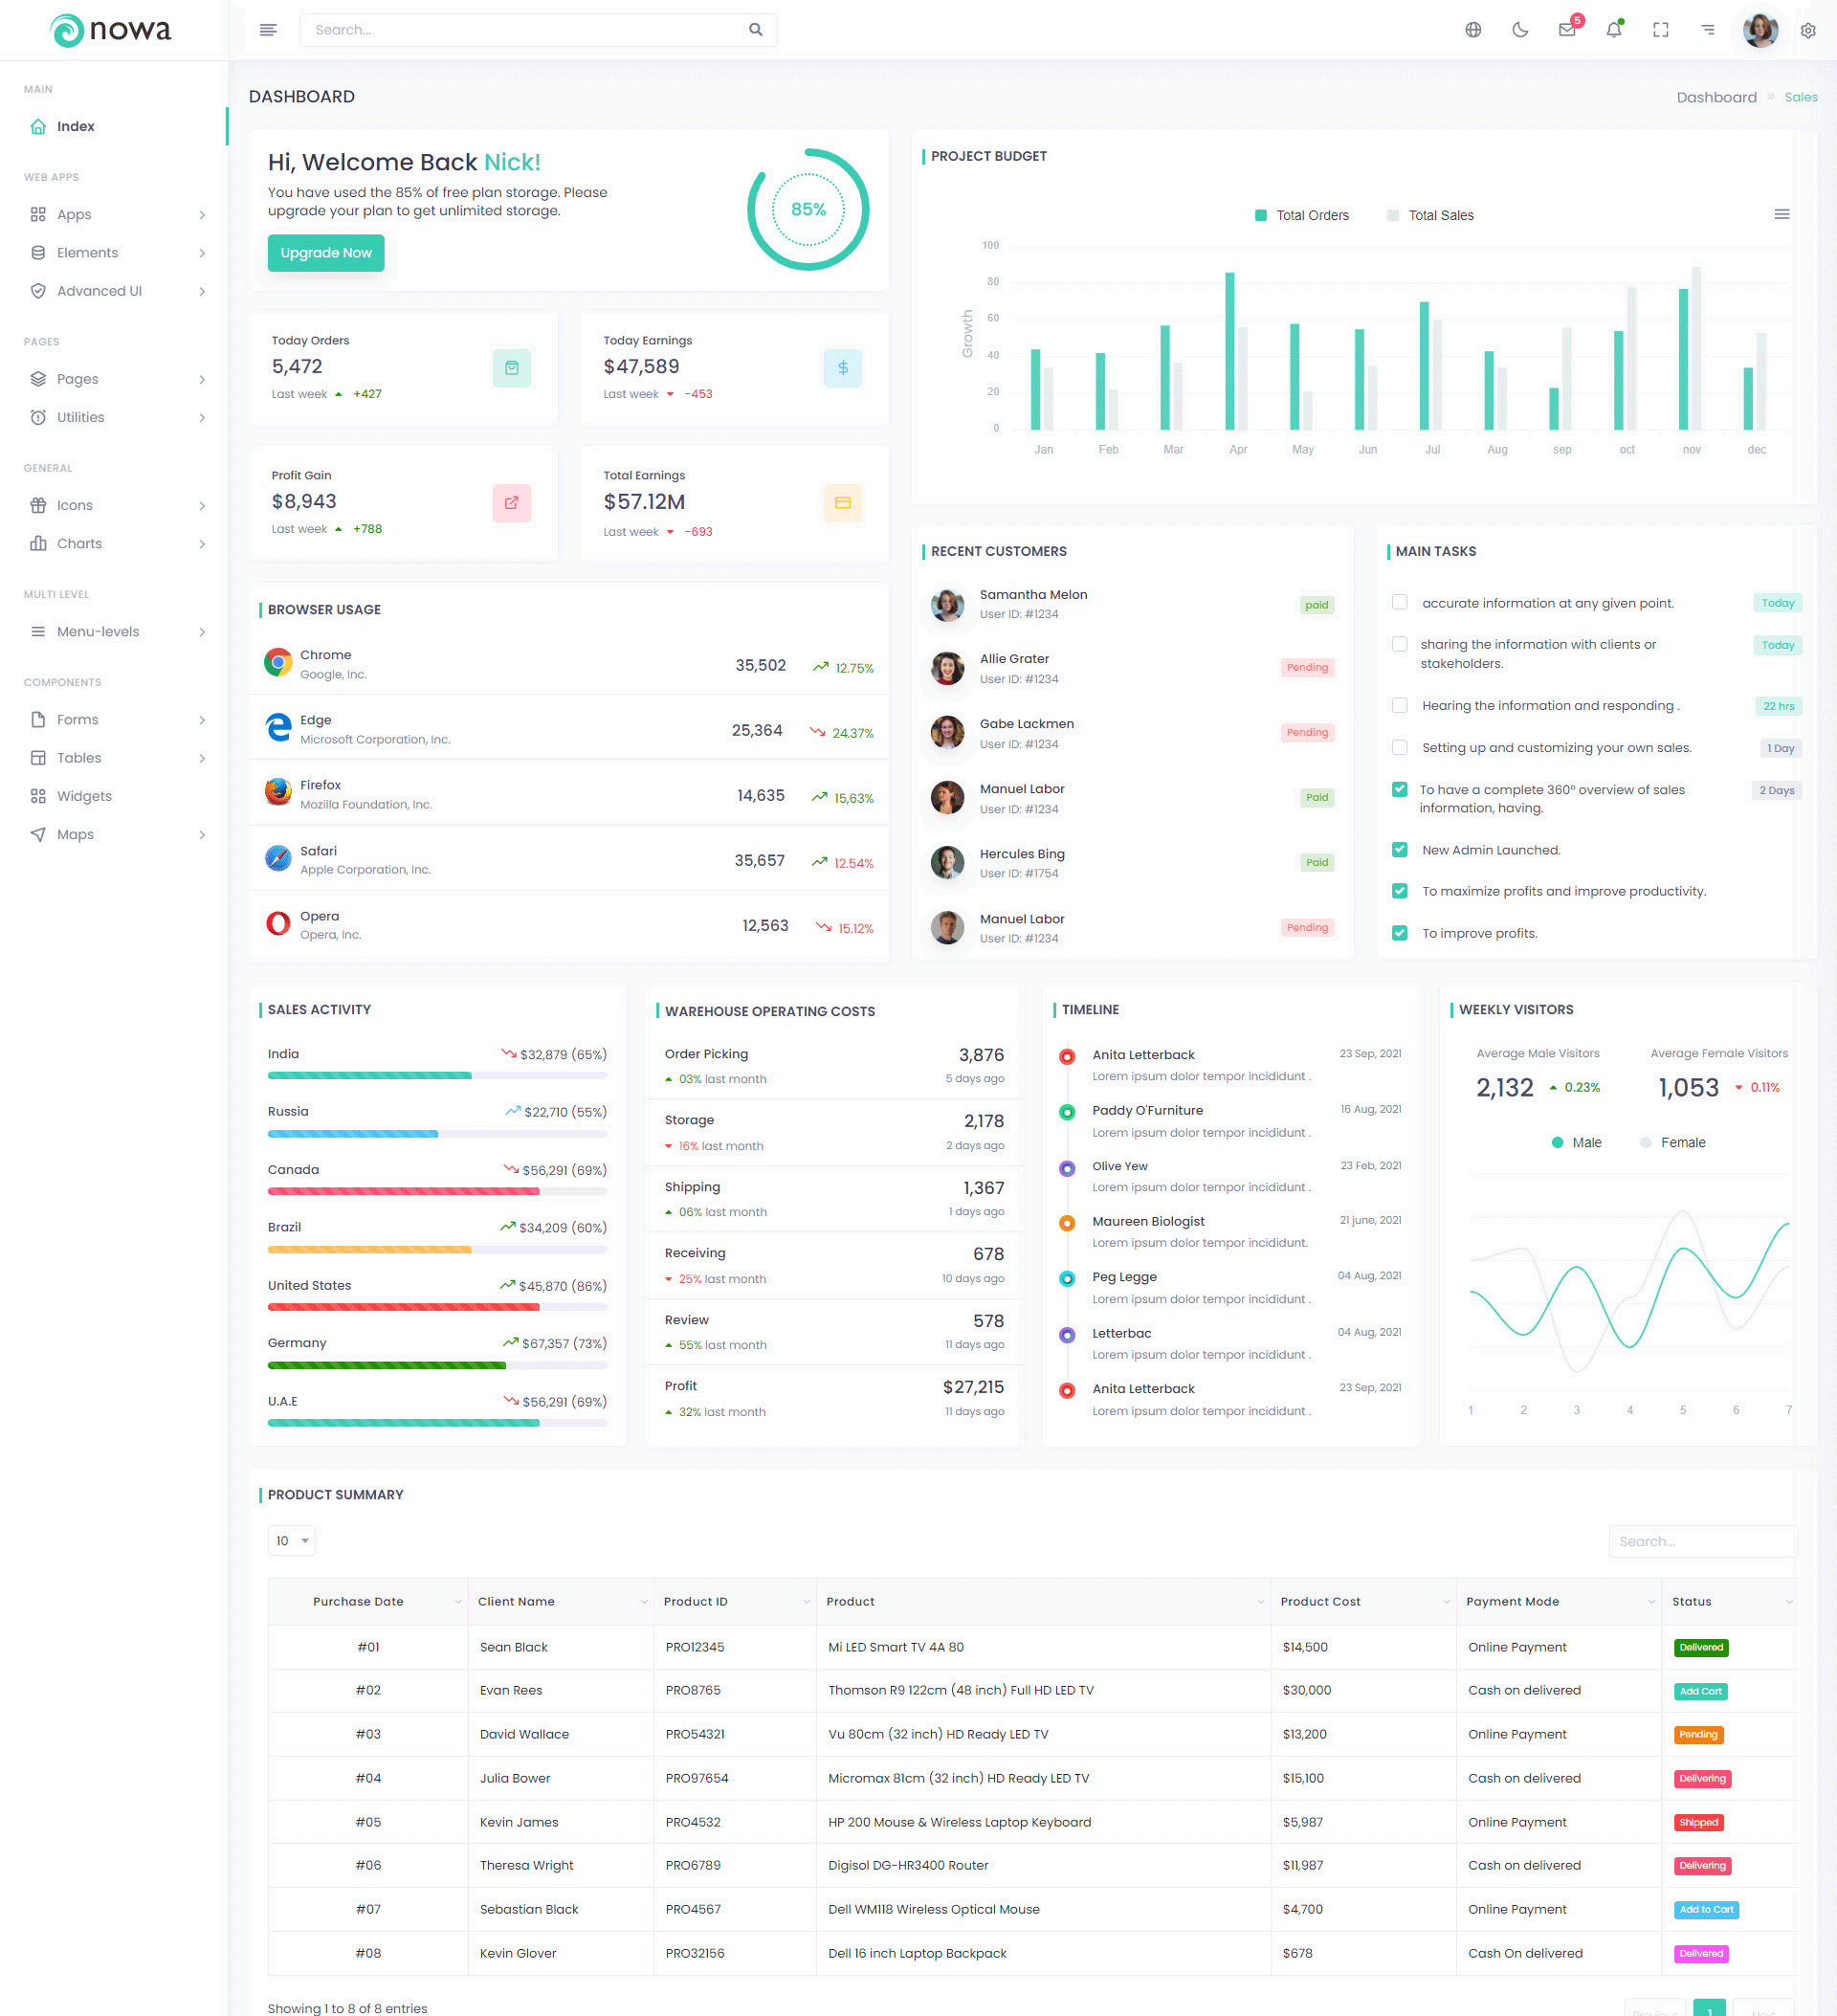 nowa
Search...
5
MAIN
Index
WEB APPS
Apps
Elements
Advanced UI
PAGES
Pages
Utilities
GENERAL
Icons
Charts
MULTI LEVEL
Menu-levels
COMPONENTS
Forms
Tables
Widgets
Maps
DASHBOARD
Dashboard » Sales
Hi, Welcome Back Nick!
You have used the 85% of free plan storage. Please
upgrade your plan to get unlimited storage.
Upgrade Now
85%
Today Orders
5,472
Last week +427
Today Earnings
$47,589
Last week -453
Profit Gain
$8,943
Last week +788
Total Earnings
$57.12M
Last week -693
PROJECT BUDGET
Total Orders Total Sales
Growth
100
80
60
40
20
0
Jan Feb Mar Apr May Jun Jul Aug sep oct nov dec
BROWSER USAGE
Chrome
Google, Inc.
35,502 12.75%
Edge
Microsoft Corporation, Inc.
25,364 24.37%
Firefox
Mozilla Foundation, Inc.
14,635 15,63%
Safari
Apple Corporation, Inc.
35,657 12.54%
Opera
Opera, Inc.
12,563 15.12%
RECENT CUSTOMERS
Samantha Melon
User ID: #1234
paid
Allie Grater
User ID: #1234
Pending
Gabe Lackmen
User ID: #1234
Pending
Manuel Labor
User ID: #1234
Paid
Hercules Bing
User ID: #1754
Paid
Manuel Labor
User ID: #1234
Pending
MAIN TASKS
accurate information at any given point. Today
sharing the information with clients or Today
stakeholders.
Hearing the information and responding . 22 hrs
Setting up and customizing your own sales. 1 Day
To have a complete 360° overview of sales 2 Days
information, having.
New Admin Launched.
To maximize profits and improve productivity.
To improve profits.
SALES ACTIVITY
India $32,879 (65%)
Russia $22,710 (55%)
Canada $56,291 (69%)
Brazil $34,209 (60%)
United States $45,870 (86%)
Germany $67,357 (73%)
U.A.E $56,291 (69%)
WAREHOUSE OPERATING COSTS
Order Picking 3,876
03% last month 5 days ago
Storage 2,178
16% last month 2 days ago
Shipping 1,367
06% last month 1 days ago
Receiving 678
25% last month 10 days ago
Review 578
55% last month 11 days ago
Profit $27,215
32% last month 11 days ago
TIMELINE
Anita Letterback 23 Sep, 2021
Lorem ipsum dolor tempor incididunt .
Paddy O'Furniture 16 Aug, 2021
Lorem ipsum dolor tempor incididunt .
Olive Yew 23 Feb, 2021
Lorem ipsum dolor tempor incididunt .
Maureen Biologist 21 june, 2021
Lorem ipsum dolor tempor incididunt.
Peg Legge 04 Aug, 2021
Lorem ipsum dolor tempor incididunt .
Letterbac 04 Aug, 2021
Lorem ipsum dolor tempor incididunt .
Anita Letterback 23 Sep, 2021
Lorem ipsum dolor tempor incididunt .
WEEKLY VISITORS
Average Male Visitors
2,132 0.23%
Average Female Visitors
1,053 0.11%
Male Female
1 2 3 4 5 6 7
PRODUCT SUMMARY
10
Search...
Purchase Date Client Name Product ID Product Product Cost Payment Mode Status
#01 Sean Black PRO12345 Mi LED Smart TV 4A 80 $14,500 Online Payment Delivered
#02 Evan Rees PRO8765 Thomson R9 122cm (48 inch) Full HD LED TV $30,000 Cash on delivered Add Cart
#03 David Wallace PRO54321 Vu 80cm (32 inch) HD Ready LED TV $13,200 Online Payment Pending
#04 Julia Bower PRO97654 Micromax 81cm (32 inch) HD Ready LED TV $15,100 Cash on delivered Delivering
#05 Kevin James PRO4532 HP 200 Mouse & Wireless Laptop Keyboard $5,987 Online Payment Shipped
#06 Theresa Wright PRO6789 Digisol DG-HR3400 Router $11,987 Cash on delivered Delivering
#07 Sebastian Black PRO4567 Dell WM118 Wireless Optical Mouse $4,700 Online Payment Add to Cart
#08 Kevin Glover PRO32156 Dell 16 inch Laptop Backpack $678 Cash On delivered Delivered
Showing 1 to 8 of 8 entries
Previous 1 Next